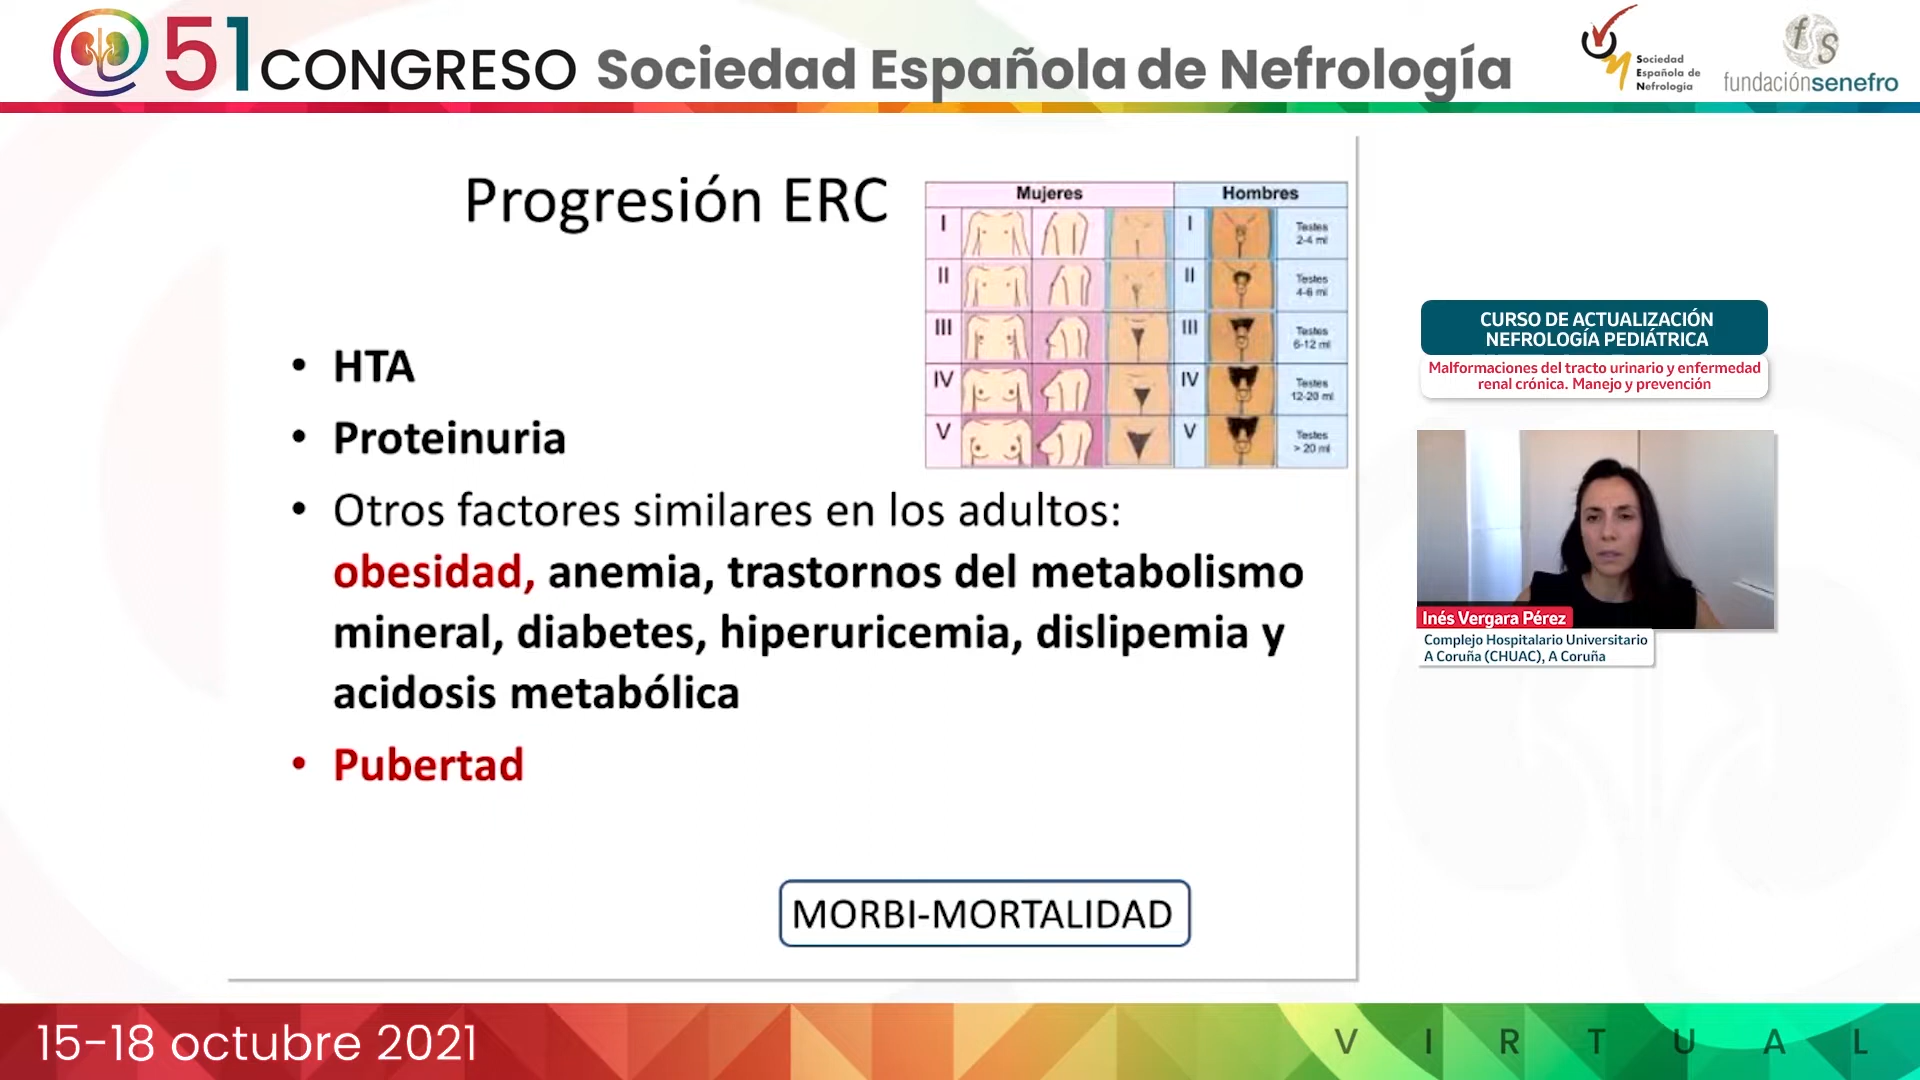 51 CONGRESO Sociedad Española de Nefrología
Sociedad
Española de
Nefrología
fundaciónsenefro
Progresión ERC
Mujeres
Hombres
I
I
Testes
2-4 ml
II
II
Testes
4-6 ml
III
III
Testes
6-12 ml
IV
IV
Testes
12-20 ml
V
V
Testes
> 20 ml
• HTA
• Proteinuria
• Otros factores similares en los adultos:
obesidad, anemia, trastornos del metabolismo
mineral, diabetes, hiperuricemia, dislipemia y
acidosis metabólica
• Pubertad
MORBI-MORTALIDAD
CURSO DE ACTUALIZACIÓN
NEFROLOGÍA PEDIÁTRICA
Malformaciones del tracto urinario y enfermedad
renal crónica. Manejo y prevención
Inés Vergara Pérez
Complejo Hospitalario Universitario
A Coruña (CHUAC), A Coruña
15-18 octubre 2021
VIRTUAL